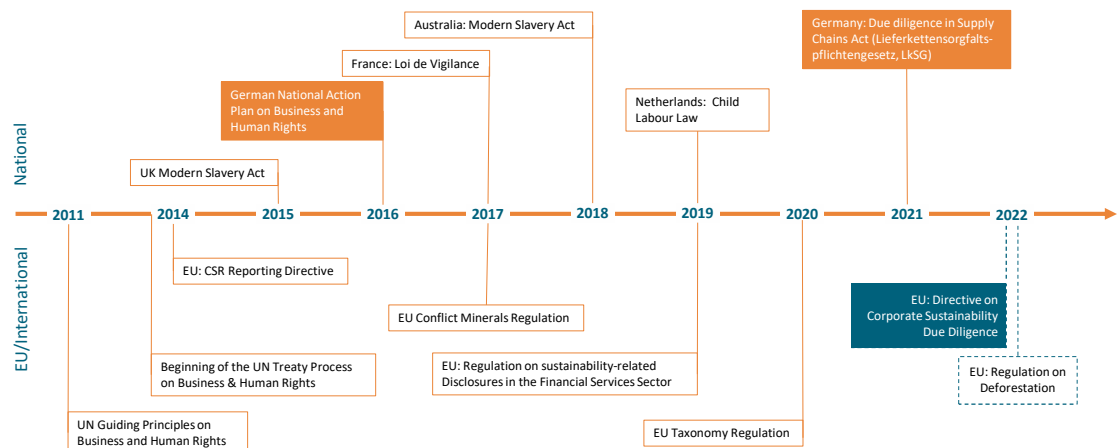 Australia: Modern Slavery Act
Germany: Due diligence in Supply
Chains Act (Lieferkettensorgfalts-
pflichtengesetz, LkSG)
France: Loi de Vigilance
German National Action
Plan on Business and
Human Rights
Netherlands: Child
Labour Law
UK Modern Slavery Act
National
2011
2014
2015
2016
2017
2018
2019
2020
2021
2022
EU/International
EU: CSR Reporting Directive
EU Conflict Minerals Regulation
EU: Directive on
Corporate Sustainability
Due Diligence
Beginning of the UN Treaty Process
on Business & Human Rights
EU: Regulation on sustainability-related
Disclosures in the Financial Services Sector
EU: Regulation on
Deforestation
UN Guiding Principles on
Business and Human Rights
EU Taxonomy Regulation